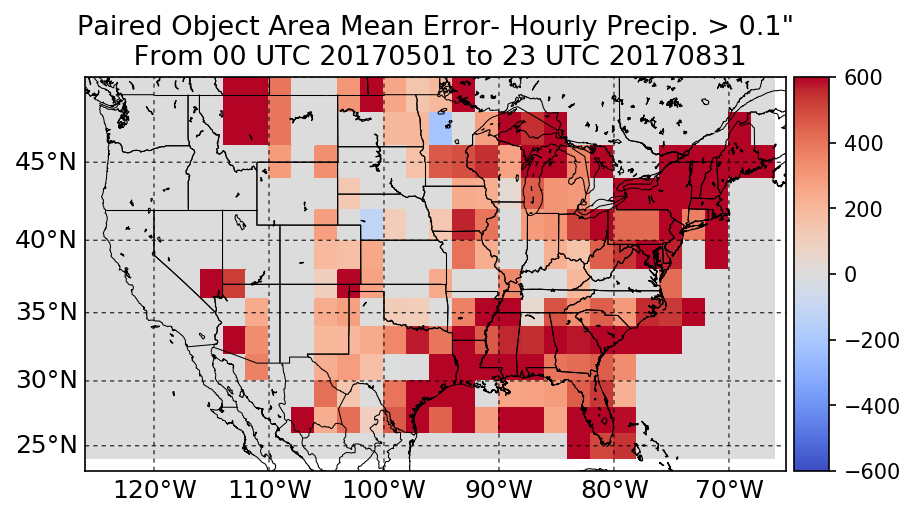 Paired Object Area Mean Error- Hourly Precip. > 0.1"
From 00 UTC 20170501 to 23 UTC 20170831
600
45°N
400
200
40°N
0
35°N
−200
30°N
−400
25°N
−600
120°W 110°W 100°W 90°W 80°W 70°W